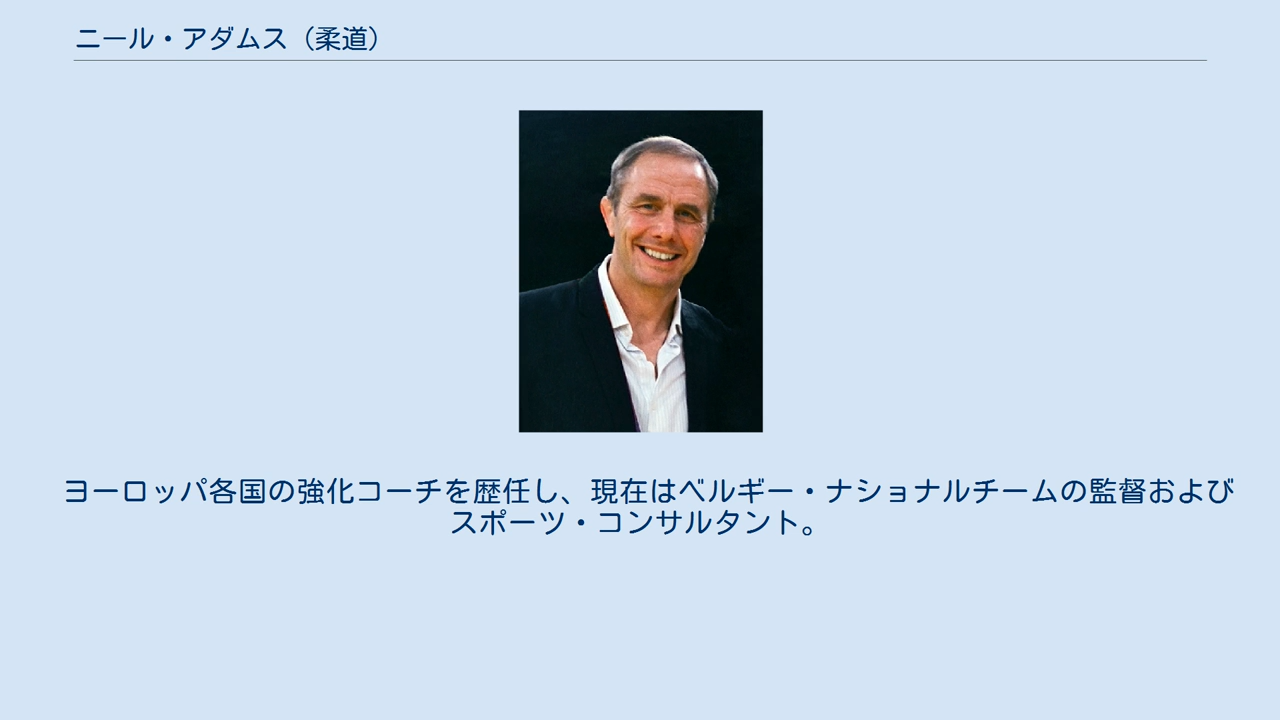 ニール・アダムス（柔道）
ヨーロッパ各国の強化コーチを歴任し、現在はベルギー・ナショナルチームの監督および
スポーツ・コンサルタント。